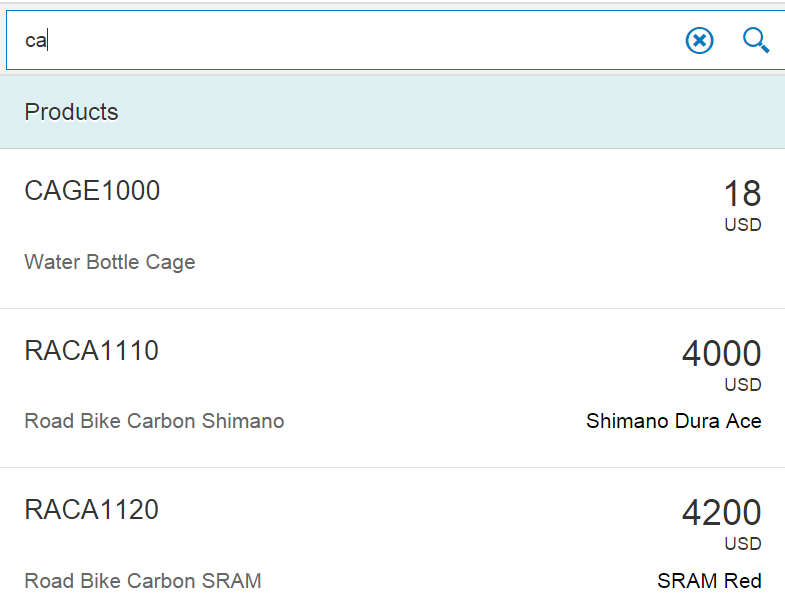 ca
Products
CAGE1000
18
USD
Water Bottle Cage
RACA1110
4000
USD
Road Bike Carbon Shimano
Shimano Dura Ace
RACA1120
4200
USD
Road Bike Carbon SRAM
SRAM Red